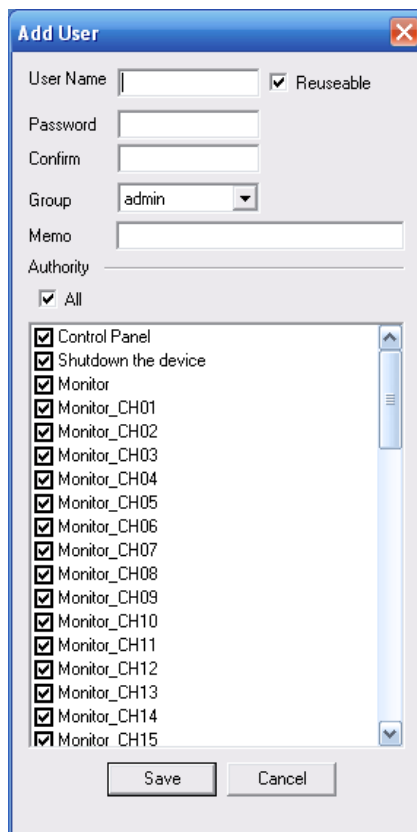 Add User
User Name Reuseable
Password
Confirm
Group admin
Memo
Authority
All
Control Panel
Shutdown the device
Monitor
Monitor_CH01
Monitor_CH02
Monitor_CH03
Monitor_CH04
Monitor_CH05
Monitor_CH06
Monitor_CH07
Monitor_CH08
Monitor_CH09
Monitor_CH10
Monitor_CH11
Monitor_CH12
Monitor_CH13
Monitor_CH14
Monitor_CH15
Save Cancel